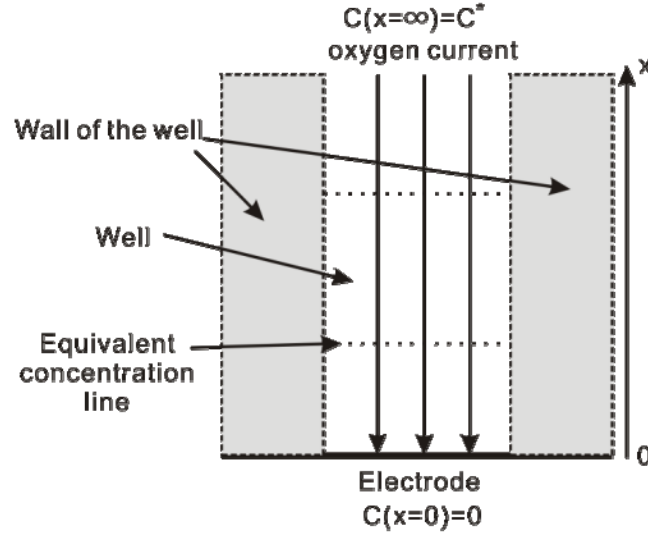 C(x=∞)=C*
oxygen current
x
Wall of the well
Well
Equivalent
concentration
line
0
Electrode
C(x=0)=0